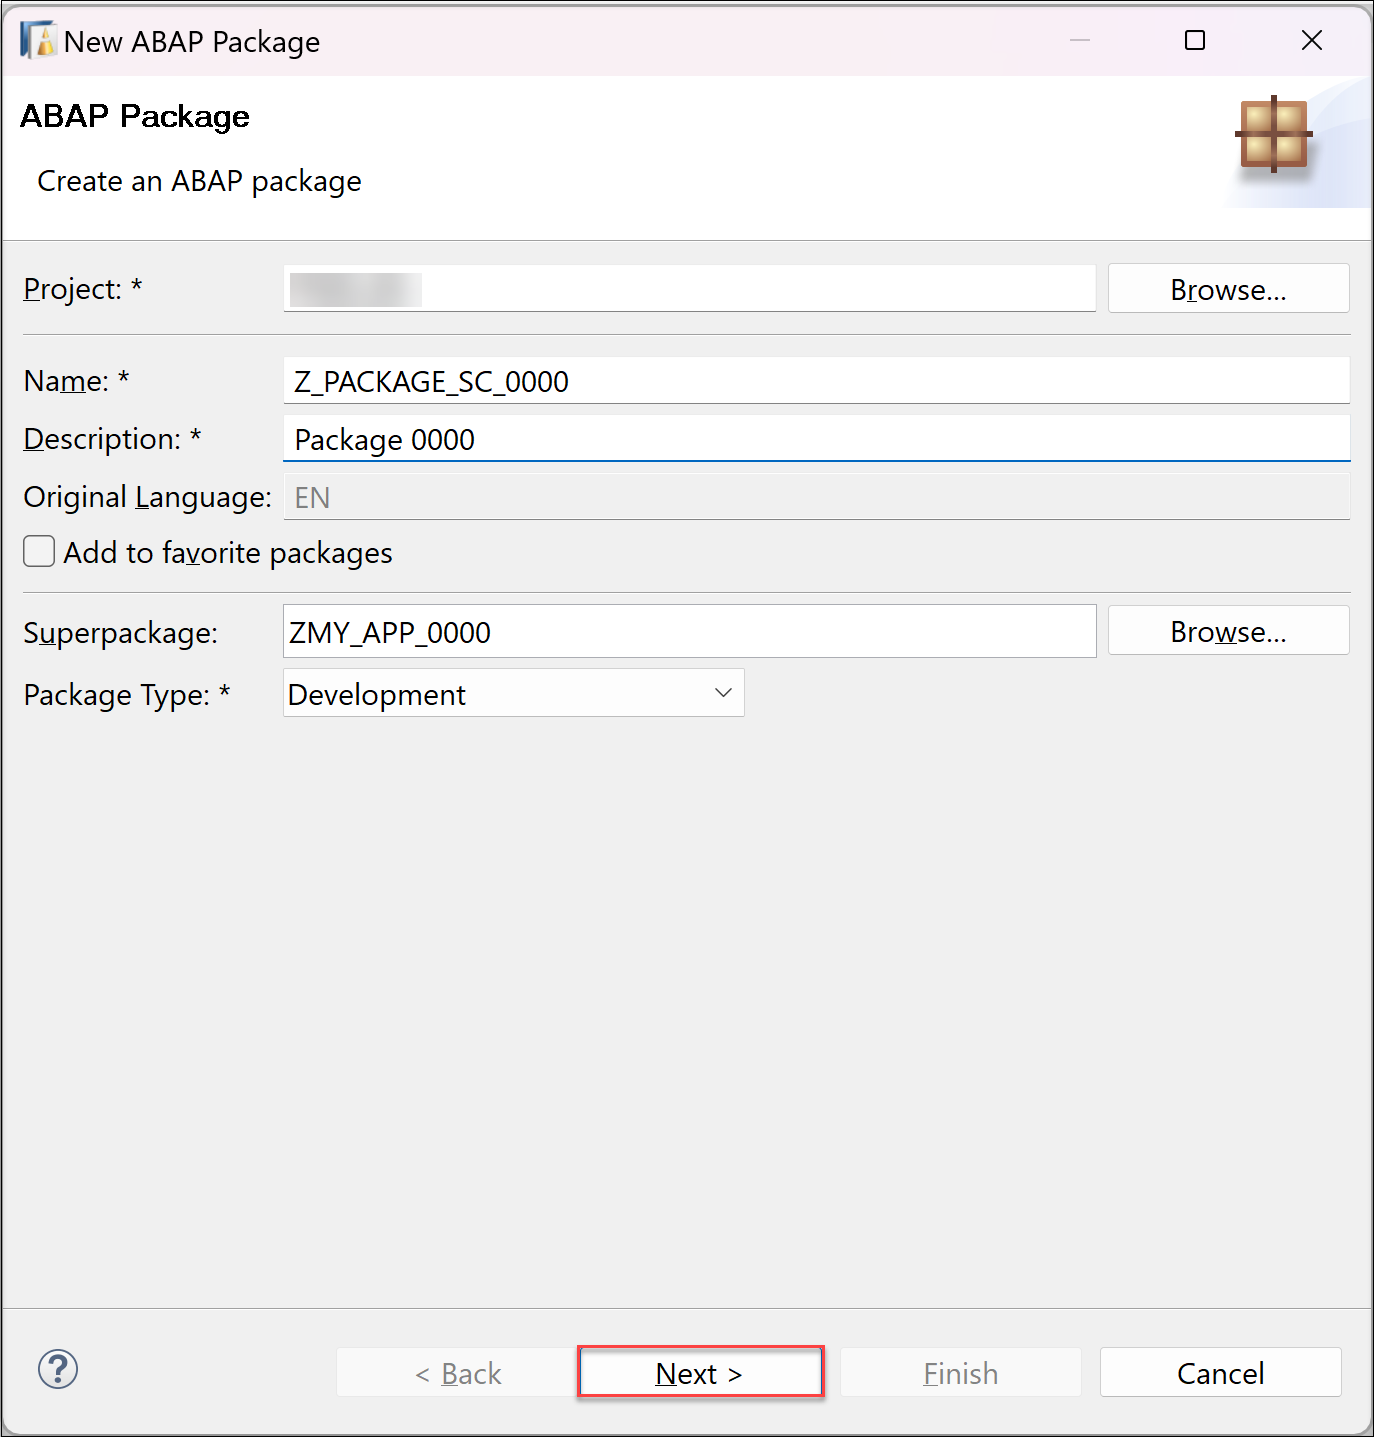 New ABAP Package
ABAP Package
Create an ABAP package
Project: * Browse...
Name: * Z_PACKAGE_SC_0000
Description: * Package 0000
Original Language: EN
Add to favorite packages
Superpackage: ZMY_APP_0000 Browse...
Package Type: * Development
? < Back Next > Finish Cancel